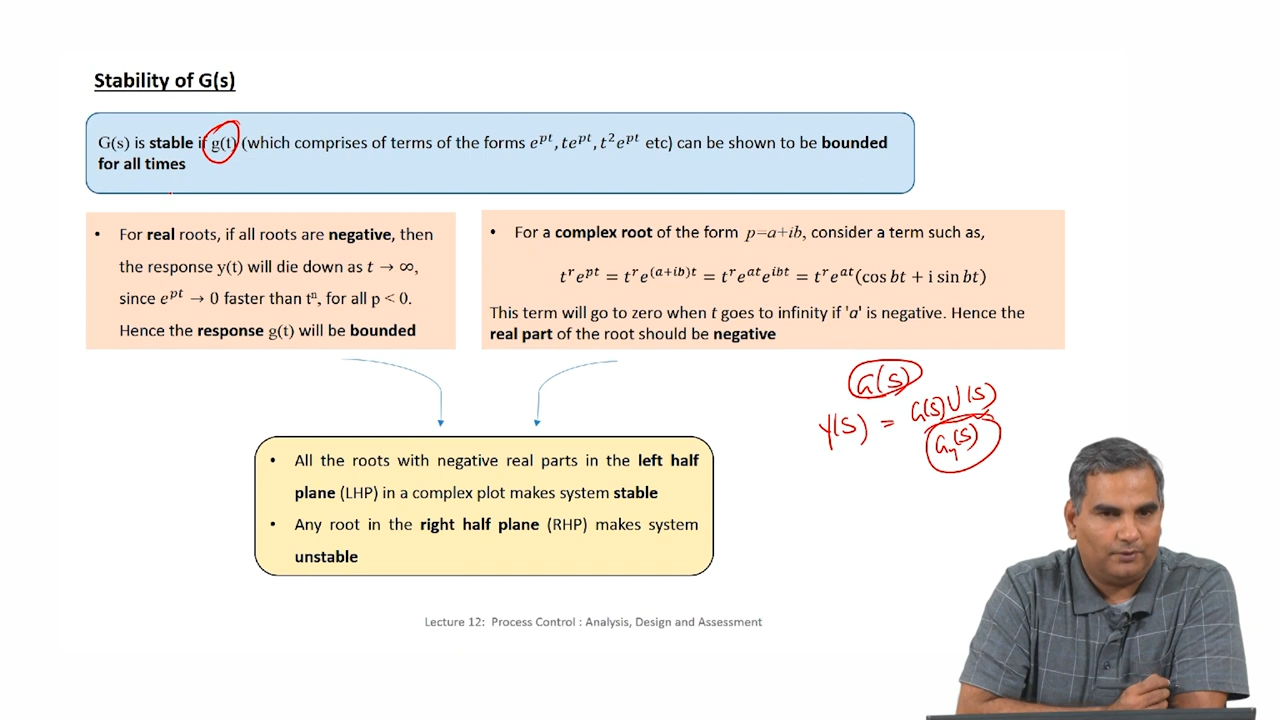 Stability of G(s)
G(s) is stable if g(t) (which comprises of terms of the forms e^{pt}, te^{pt}, t²e^{pt} etc) can be shown to be bounded
for all times
• For real roots, if all roots are negative, then
the response y(t) will die down as t → ∞,
since e^{pt} → 0 faster than tⁿ, for all p < 0.
Hence the response g(t) will be bounded
• For a complex root of the form p=a+ib, consider a term such as,
t^r e^{pt} = t^r e^{(a+ib)t} = t^r e^{at} e^{ibt} = t^r e^{at}(cos bt + i sin bt)
This term will go to zero when t goes to infinity if 'a' is negative. Hence the
real part of the root should be negative
G(s)
Y(s) = G(s)U(s)
G_y(s)
• All the roots with negative real parts in the left half
plane (LHP) in a complex plot makes system stable
• Any root in the right half plane (RHP) makes system
unstable
Lecture 12: Process Control : Analysis, Design and Assessment